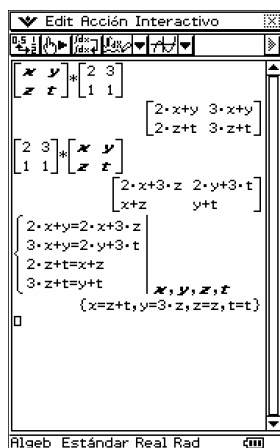 Edit Acción Interactivo
[x y
z t]*[2 3
1 1]
[2·x+y 3·x+y
2·z+t 3·z+t]
[2 3
1 1]*[x y
z t]
[2·x+3·z 2·y+3·t
x+z y+t]
{2·x+y=2·x+3·z
3·x+y=2·y+3·t
2·z+t=x+z
3·z+t=y+t|x,y,z,t
{x=z+t,y=3·z,z=z,t=t}
Algeb Estándar Real Rad